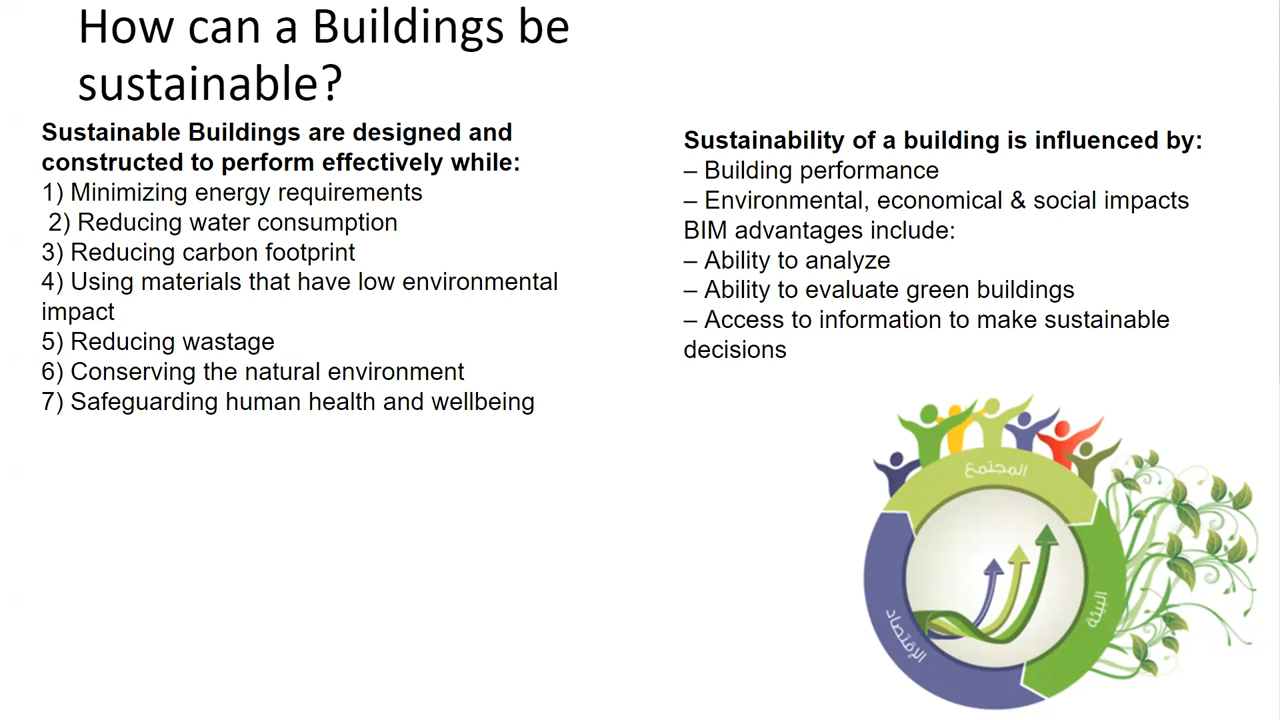 How can a Buildings be
sustainable?
Sustainable Buildings are designed and
constructed to perform effectively while:
1) Minimizing energy requirements
2) Reducing water consumption
3) Reducing carbon footprint
4) Using materials that have low environmental
impact
5) Reducing wastage
6) Conserving the natural environment
7) Safeguarding human health and wellbeing
Sustainability of a building is influenced by:
– Building performance
– Environmental, economical & social impacts
BIM advantages include:
– Ability to analyze
– Ability to evaluate green buildings
– Access to information to make sustainable
decisions
المجتمع
البيئة
الإقتصاد